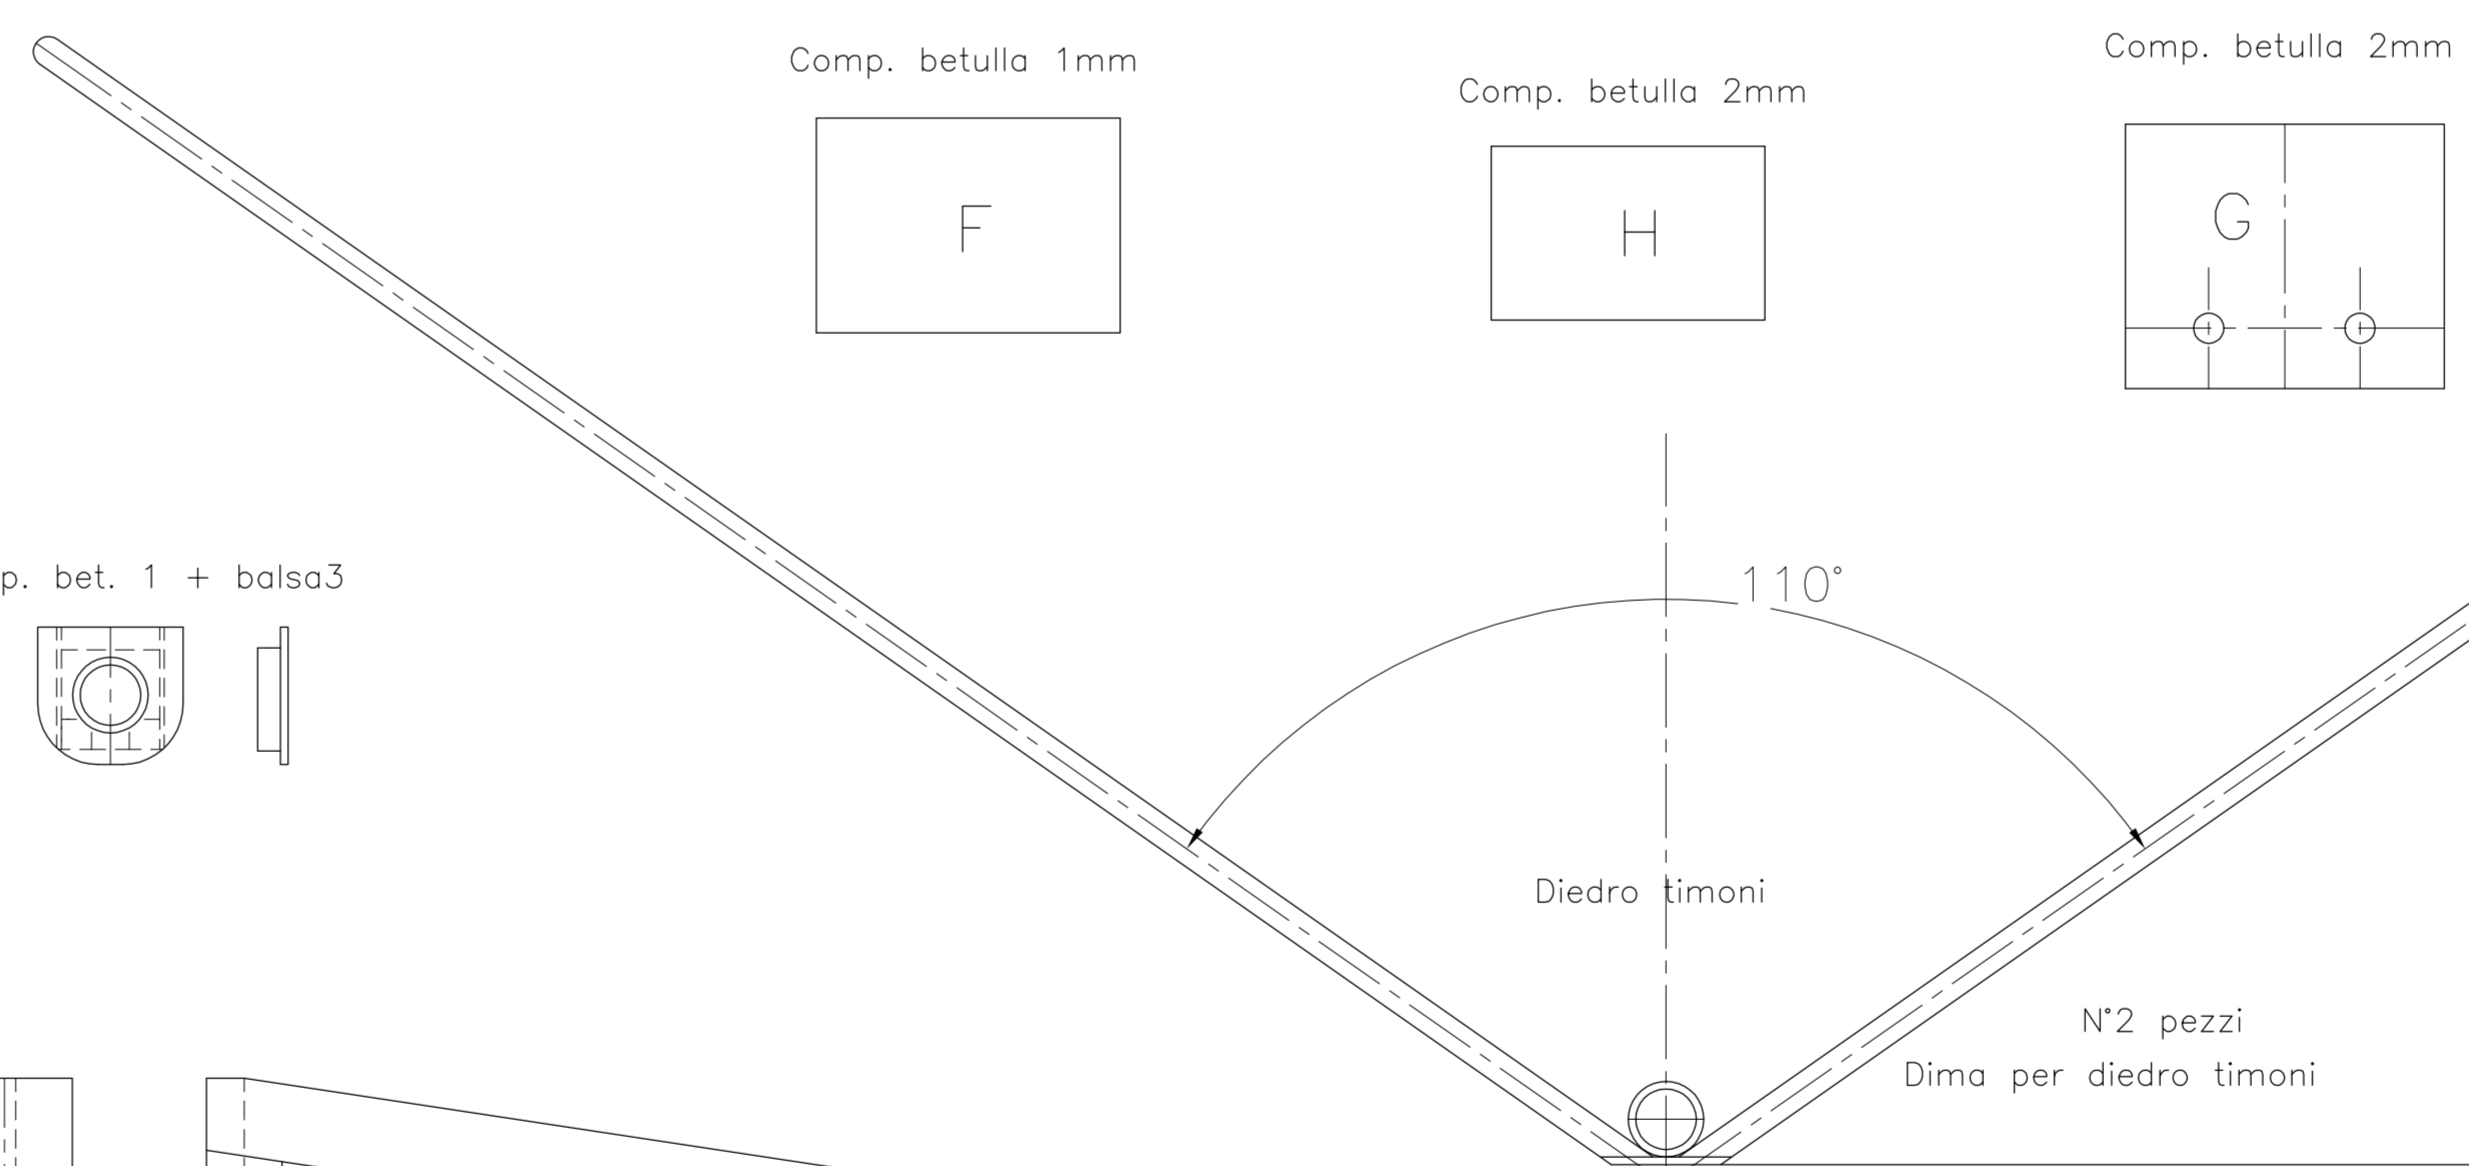 Comp. betulla 1mm
F
Comp. betulla 2mm
H
Comp. betulla 2mm
G
p. bet. 1 + balsa3
110°
Diedro timoni
N°2 pezzi
Dima per diedro timoni